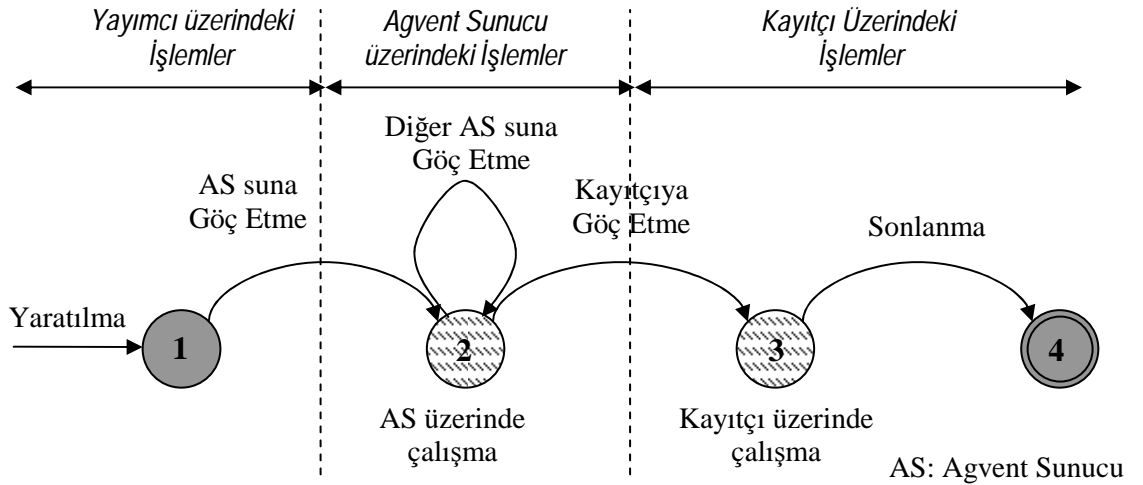 Yayımcı üzerindeki
İşlemler
Agvent Sunucu
üzerindeki İşlemler
Kayıtçı Üzerindeki
İşlemler
Diğer AS suna
Göç Etme
AS suna
Göç Etme
Kayıtçıya
Göç Etme
Sonlanma
Yaratılma
1
2
3
4
AS üzerinde
çalışma
Kayıtçı üzerinde
çalışma
AS: Agvent Sunucu